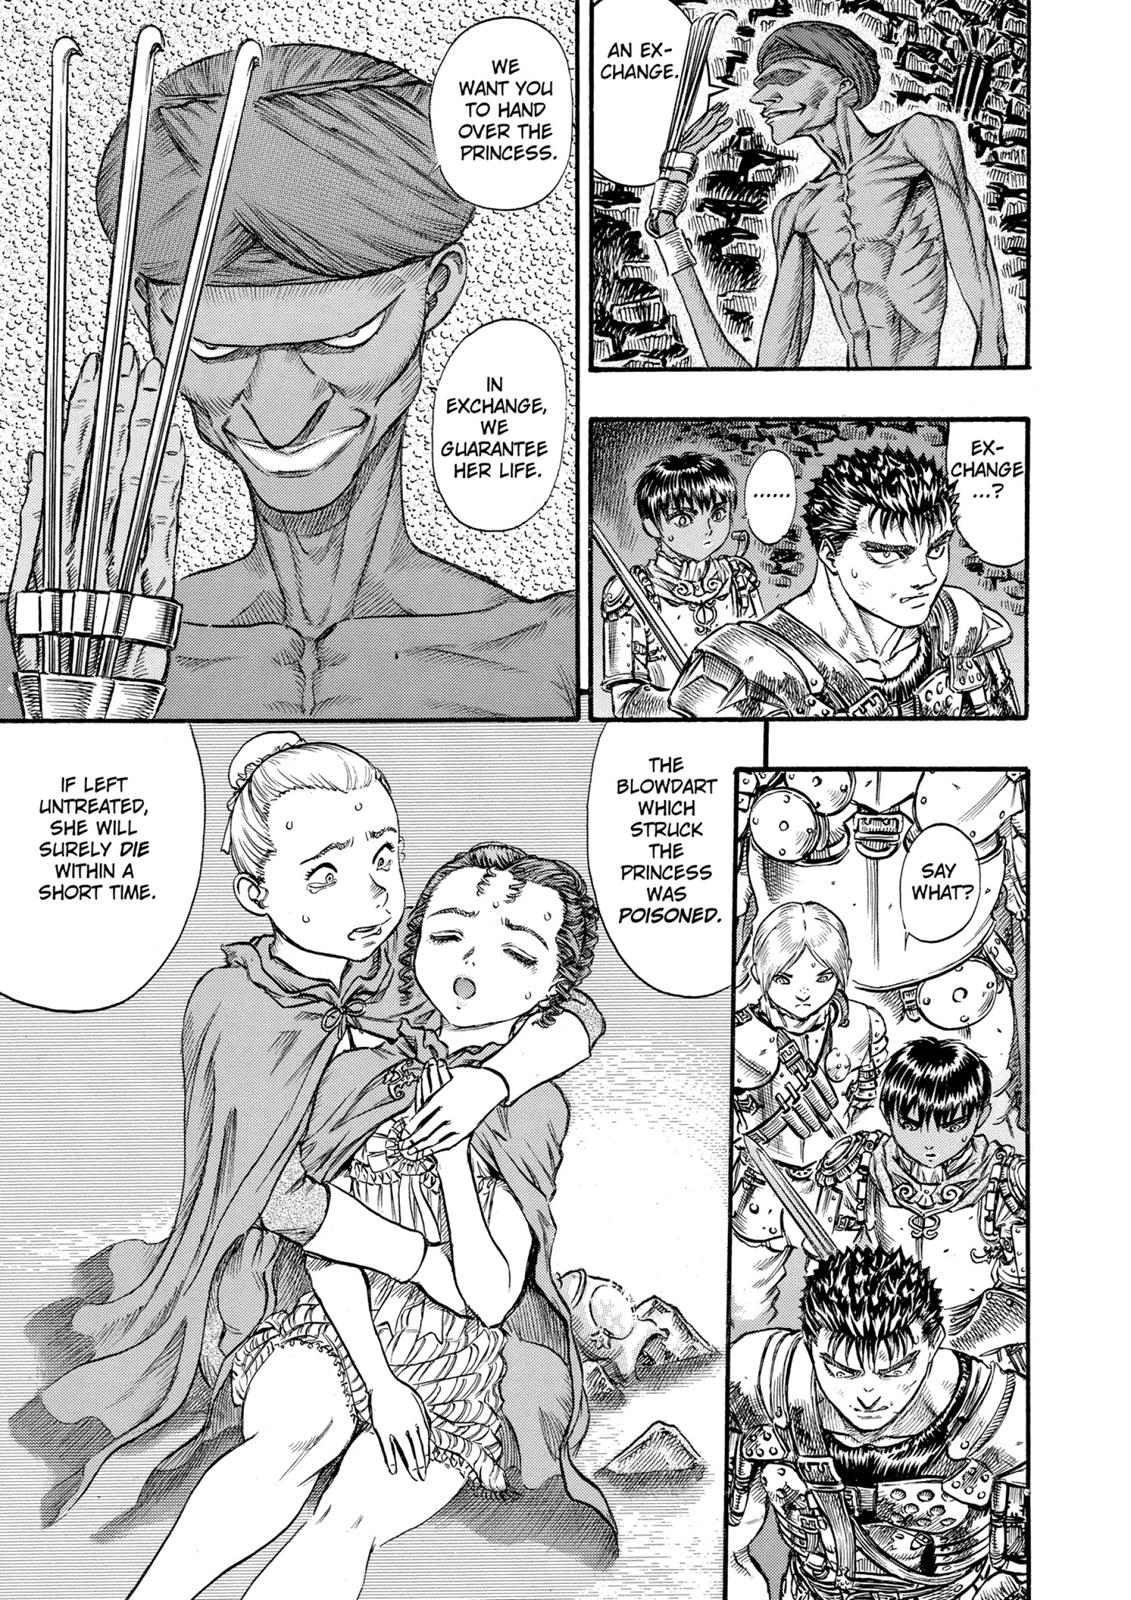 AN EX-
CHANGE.
WE
WANT YOU
TO HAND
OVER THE
PRINCESS.
IN
EXCHANGE,
WE
GUARANTEE
HER LIFE.
EX-
CHANGE
...?
.......
SAY
WHAT?
THE
BLOWDART
WHICH
STRUCK
THE
PRINCESS
WAS
POISONED.
IF LEFT
UNTREATED,
SHE WILL
SURELY DIE
WITHIN A
SHORT TIME.